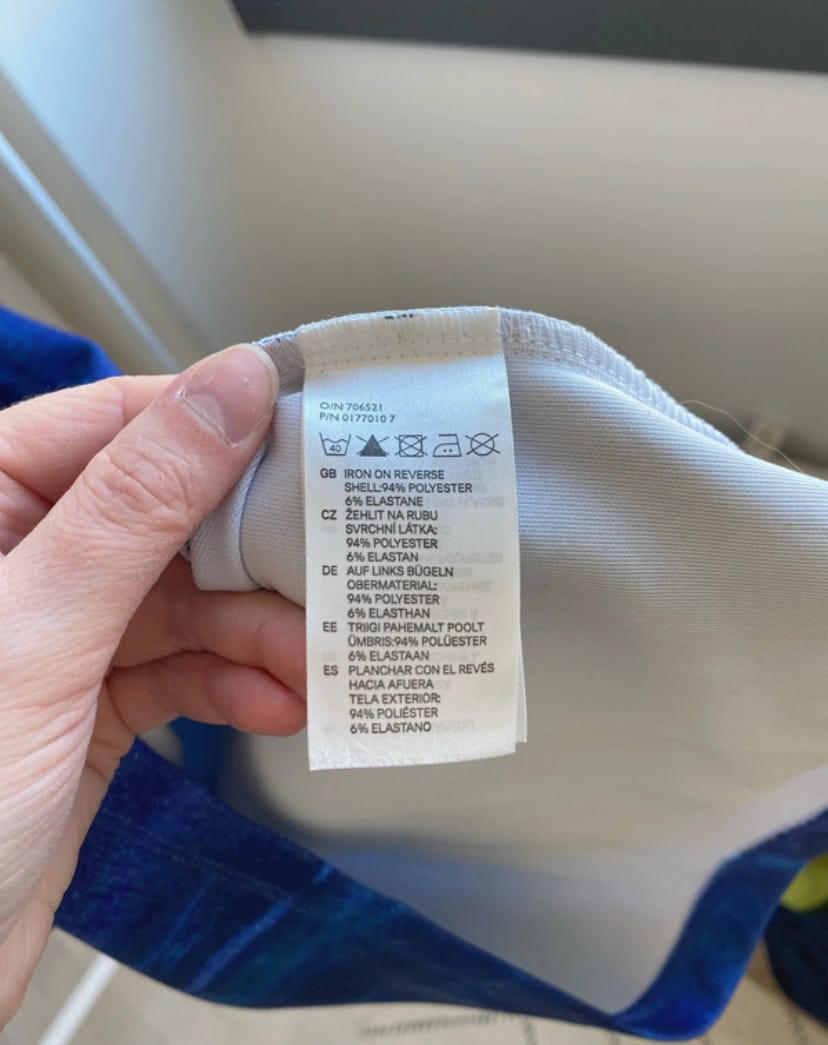 O/N 706521
P/N 0177010 7
40
GB IRON ON REVERSE
SHELL:94% POLYESTER
6% ELASTANE
CZ ŽEHLIT NA RUBU
SVRCHNÍ LÁTKA:
94% POLYESTER
6% ELASTAN
DE AUF LINKS BÜGELN
OBERMATERIAL:
94% POLYESTER
6% ELASTHAN
EE TRIIGI PAHEMALT POOLT
ÜMBRIS:94% POLÜESTER
6% ELASTAAN
ES PLANCHAR CON EL REVÉS
HACIA AFUERA
TELA EXTERIOR:
94% POLIÉSTER
6% ELASTANO